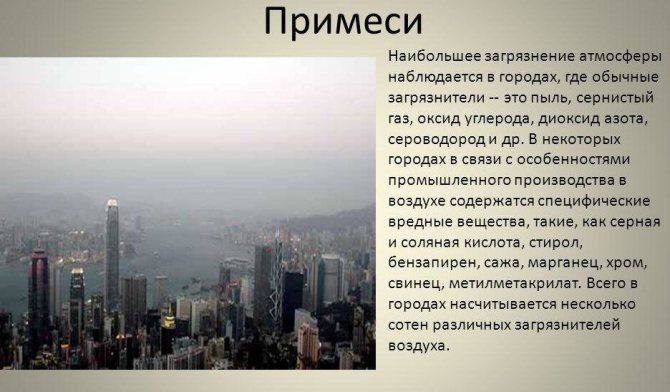 Примеси
Наибольшее загрязнение атмосферы
наблюдается в городах, где обычные
загрязнители -- это пыль, сернистый
газ, оксид углерода, диоксид азота,
сероводород и др. В некоторых
городах в связи с особенностями
промышленного производства в
воздухе содержатся специфические
вредные вещества, такие, как серная
и соляная кислота, стирол,
бензапирен, сажа, марганец, хром,
свинец, метилметакрилат. Всего в
городах насчитывается несколько
сотен различных загрязнителей
воздуха.